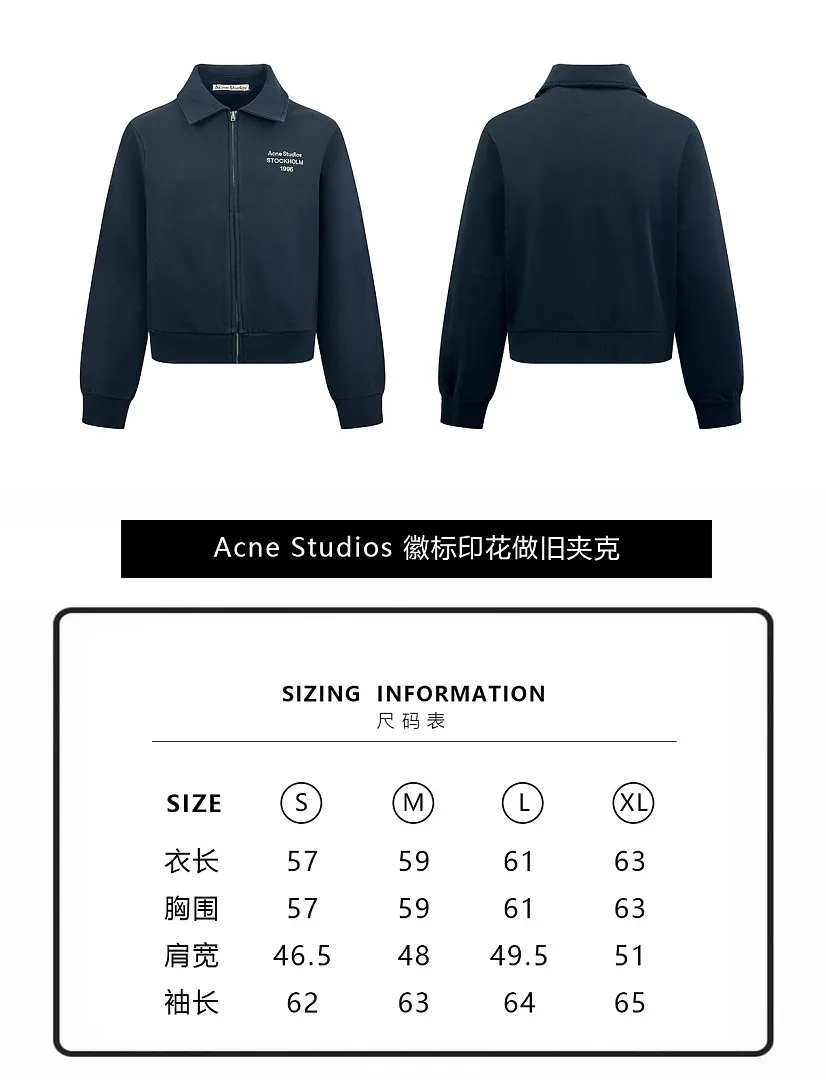 Acne Studios
Acne Studios
STOCKHOLM
1996
Acne Studios 徽标印花做旧夹克
SIZING INFORMATION
尺码表
SIZE S M L XL
衣长 57 59 61 63
胸围 57 59 61 63
肩宽 46.5 48 49.5 51
袖长 62 63 64 65